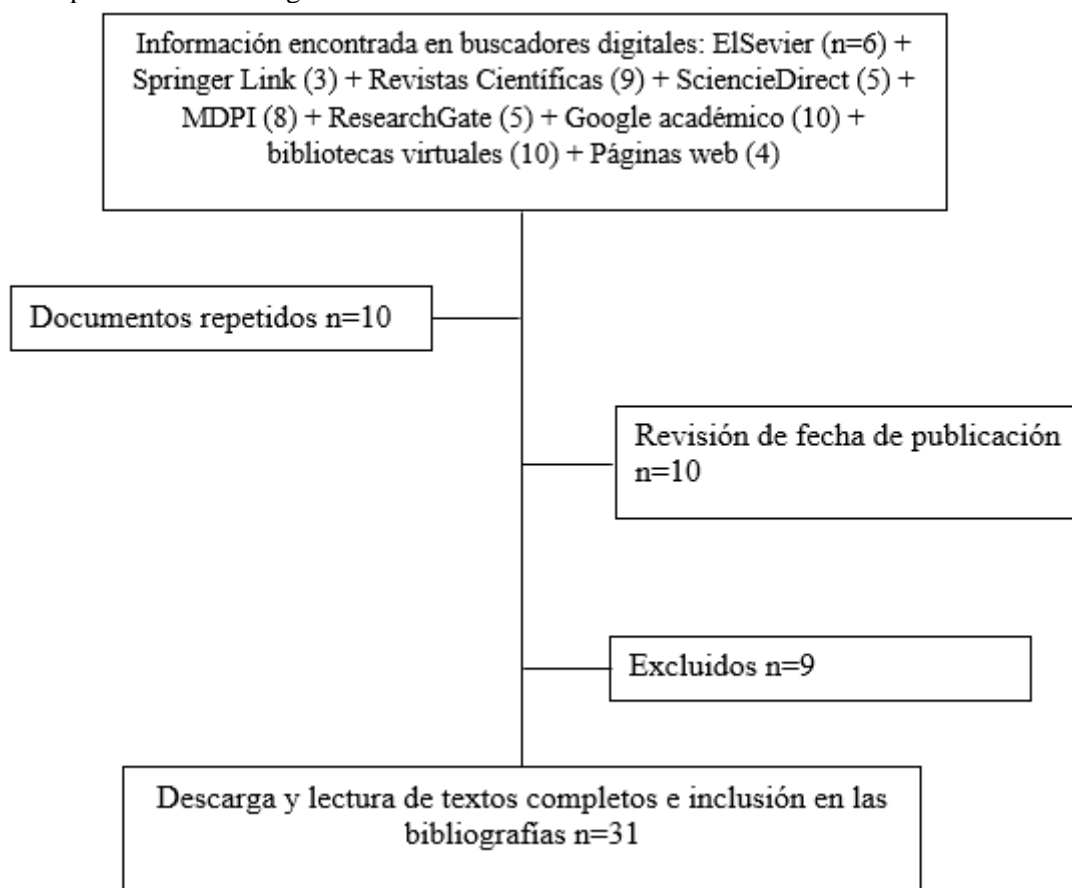 Información encontrada en buscadores digitales: ElSevier (n=6) +
Springer Link (3) + Revistas Científicas (9) + SciencieDirect (5) +
MDPI (8) + ResearchGate (5) + Google académico (10) +
bibliotecas virtuales (10) + Páginas web (4)
Documentos repetidos n=10
Revisión de fecha de publicación
n=10
Excluidos n=9
Descarga y lectura de textos completos e inclusión en las
bibliografías n=31